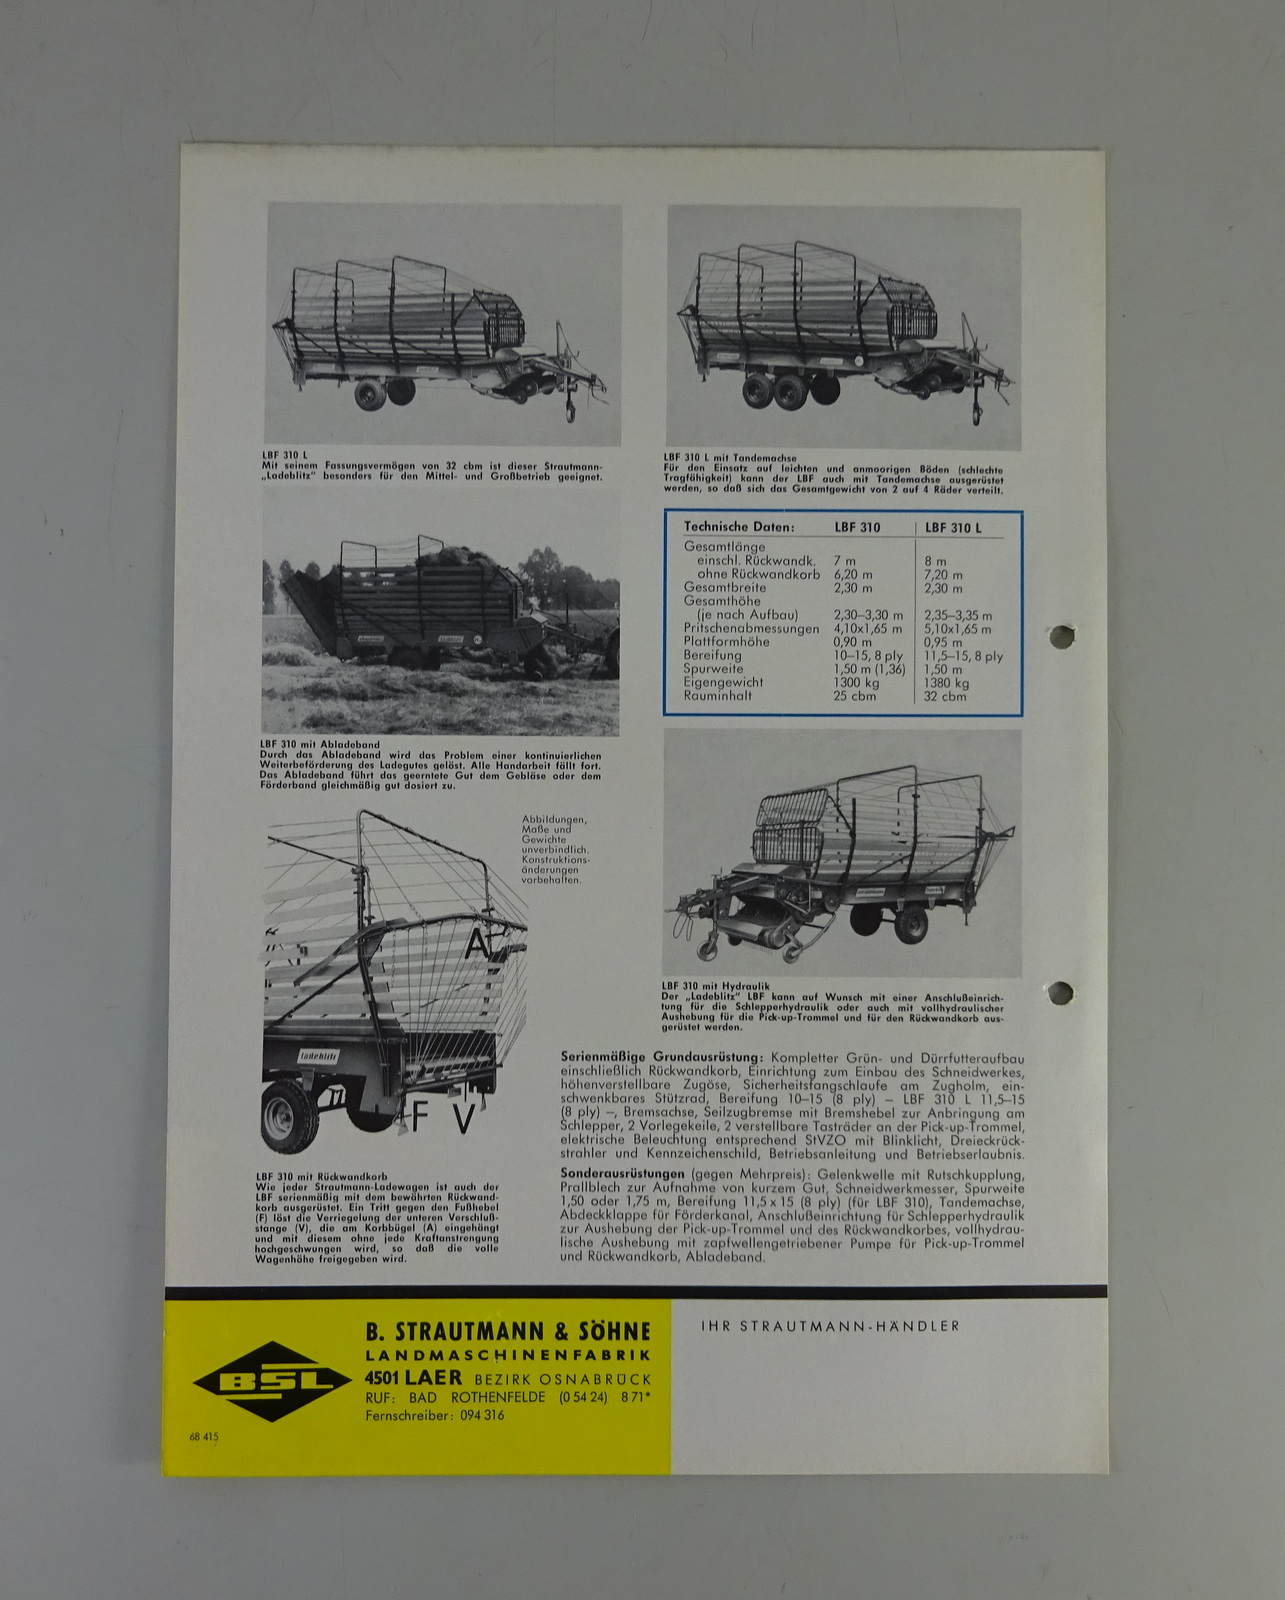 LBF 310 L
Mit seinem Fassungsvermögen von 32 cbm ist dieser Strautmann-
„Ladeblitz“ besonders für den Mittel- und Großbetrieb geeignet.
LBF 310 L mit Tandemachse
Für den Einsatz auf leichten und anmoorigen Böden (schlechte
Tragfähigkeit) kann der LBF auch mit Tandemachse ausgerüstet
werden, so daß sich das Gesamtgewicht von 2 auf 4 Räder verteilt.
LBF 310 mit Abladeband
Durch das Abladeband wird das Problem einer kontinuierlichen
Weiterbeförderung des Ladegutes gelöst. Alle Handarbeit fällt fort.
Das Abladeband führt das geerntete Gut dem Gebläse oder dem
Förderband gleichmäßig gut dosiert zu.
Technische Daten: LBF 310 LBF 310 L
Gesamtlänge
einschl. Rückwandk. 7 m 8 m
ohne Rückwandkorb 6,20 m 7,20 m
Gesamtbreite 2,30 m 2,30 m
Gesamthöhe
(je nach Aufbau) 2,30–3,30 m 2,35–3,35 m
Pritschenabmessungen 4,10x1,65 m 5,10x1,65 m
Plattformhöhe 0,90 m 0,95 m
Bereifung 10–15, 8 ply 11,5–15, 8 ply
Spurweite 1,50 m (1,36) 1,50 m
Eigengewicht 1300 kg 1380 kg
Rauminhalt 25 cbm 32 cbm
Abbildungen,
Maße und
Gewichte
unverbindlich.
Konstruktions-
änderungen
vorbehalten.
A
ladeblitz
F V
LBF 310 mit Hydraulik
Der „Ladeblitz“ LBF kann auf Wunsch mit einer Anschlußeinrich-
tung für die Schlepperhydraulik oder auch mit vollhydraulischer
Aushebung für die Pick-up-Trommel und für den Rückwandkorb aus-
gerüstet werden.
LBF 310 mit Rückwandkorb
Wie jeder Strautmann-Ladewagen ist auch der
LBF serienmäßig mit dem bewährten Rückwand-
korb ausgerüstet. Ein Tritt gegen den Fußhebel
(F) löst die Verriegelung der unteren Verschluß-
stange (V), die am Korbbügel (A) eingehängt
und mit diesem ohne jede Kraftanstrengung
hochgeschwungen wird, so daß die volle
Wagenhöhe freigegeben wird.
Serienmäßige Grundausrüstung: Kompletter Grün- und Dürrfutteraufbau
einschließlich Rückwandkorb, Einrichtung zum Einbau des Schneidwerkes,
höhenverstellbare Zugöse, Sicherheitsfangschlaufe am Zugholm, ein-
schwenkbares Stützrad, Bereifung 10–15 (8 ply) – LBF 310 L 11,5–15
(8 ply) –, Bremsachse, Seilzugbremse mit Bremshebel zur Anbringung am
Schlepper, 2 Vorlegekeile, 2 verstellbare Tasträder an der Pick-up-Trommel,
elektrische Beleuchtung entsprechend StVZO mit Blinklicht, Dreieckrück-
strahler und Kennzeichenschild, Betriebsanleitung und Betriebserlaubnis.
Sonderausrüstungen (gegen Mehrpreis): Gelenkwelle mit Rutschkupplung,
Prallblech zur Aufnahme von kurzem Gut, Schneidwerkmesser, Spurweite
1,50 oder 1,75 m, Bereifung 11,5 x 15 (8 ply) (für LBF 310), Tandemachse,
Abdeckklappe für Förderkanal, Anschlußeinrichtung für Schlepperhydraulik
zur Aushebung der Pick-up-Trommel und des Rückwandkorbes, vollhydrau-
lische Aushebung mit zapfwellengetriebener Pumpe für Pick-up-Trommel
und Rückwandkorb, Abladeband.
BSL
B. STRAUTMANN & SÖHNE
LANDMASCHINENFABRIK
4501 LAER BEZIRK OSNABRÜCK
RUF: BAD ROTHENFELDE (0 54 24) 8 71*
Fernschreiber: 094 316
68 415
IHR STRAUTMANN-HÄNDLER